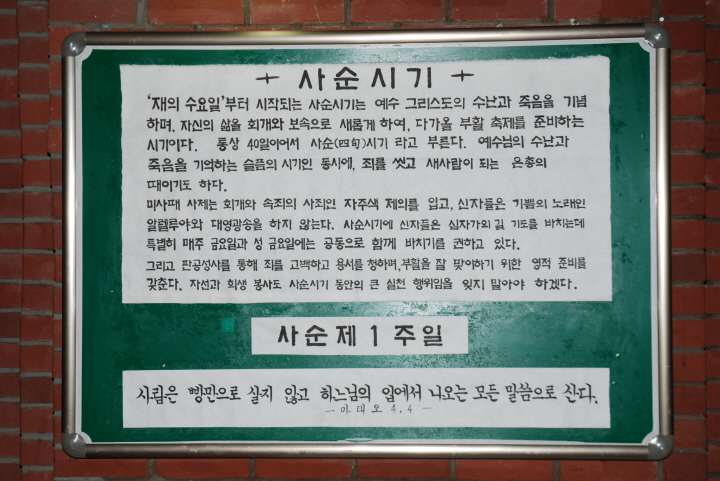 + 사순시기 +
'재의 수요일'부터 시작되는 사순시기는 예수 그리스도의 수난과 죽음을 기념
하며, 자신의 삶을 회개와 보속으로 새롭게 하여, 다가올 부활 축제를 준비하는
시기이다. 통상 40일이어서 사순(四旬)시기 라고 부른다. 예수님의 수난과
죽음을 기억하는 슬픔의 시기인 동시에, 죄를 씻고 새사람이 되는 은총의
때이기도 하다.
미사때 사제는 회개와 속죄의 사죄인 자주색 제의를 입고, 신자들은 기쁨의 노래인
알렐루야와 대영광송을 하지 않는다. 사순시기에 신자들은 십자가의 길 기도를 바치는데
특별히 매주 금요일과 성 금요일에는 공동으로 함께 바치기를 권하고 있다.
그리고 판공성사를 통해 죄를 고백하고 용서를 청하며,부활을 잘 맞이하기 위한 영적 준비를
갖춘다. 자선과 희생 봉사도 사순시기 동안의 큰 실천 행위임을 잊지 말아야 하겠다.
사순제 1 주일
사람은 빵만으로 살지 않고 하느님의 입에서 나오는 모든 말씀으로 산다.
— 마태오 4,4 —